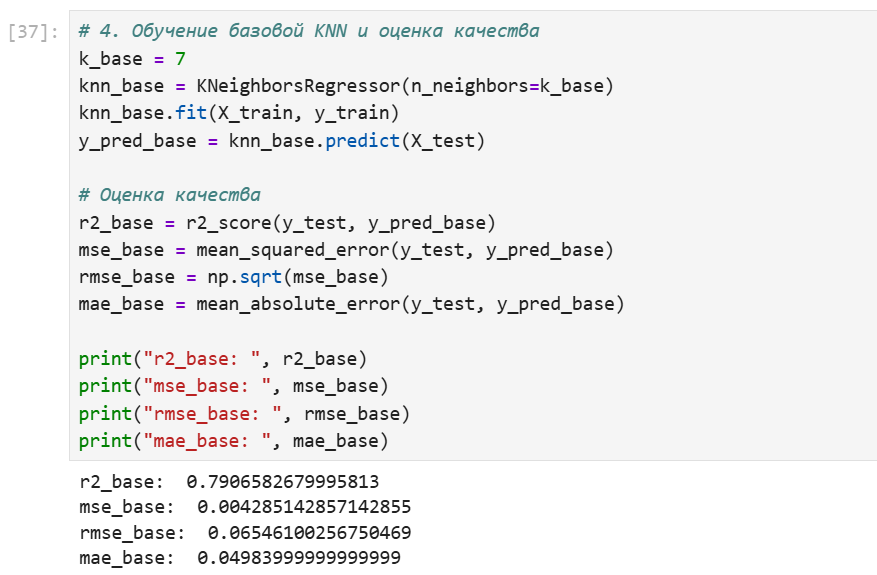 [37]: # 4. Обучение базовой KNN и оценка качества
k_base = 7
knn_base = KNeighborsRegressor(n_neighbors=k_base)
knn_base.fit(X_train, y_train)
y_pred_base = knn_base.predict(X_test)
# Оценка качества
r2_base = r2_score(y_test, y_pred_base)
mse_base = mean_squared_error(y_test, y_pred_base)
rmse_base = np.sqrt(mse_base)
mae_base = mean_absolute_error(y_test, y_pred_base)
print("r2_base: ", r2_base)
print("mse_base: ", mse_base)
print("rmse_base: ", rmse_base)
print("mae_base: ", mae_base)
r2_base:  0.7906582679995813
mse_base:  0.004285142857142855
rmse_base:  0.06546100256750469
mae_base:  0.04983999999999999